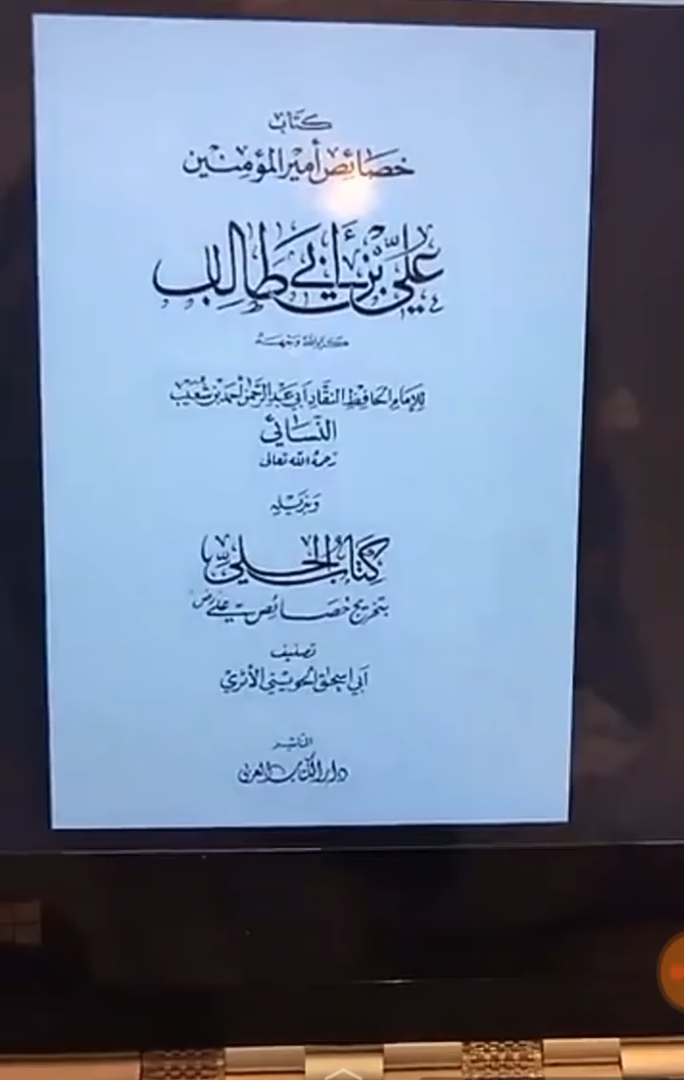 كتاب
خصائص أمير المؤمنين
علي بن أبي طالب
كرم الله وجهه
للإمام الحافظ النقاد أبي عبد الرحمن أحمد بن شعيب
النسائي
رحمه الله تعالى
وبذيله
كتاب الحلي
بتخريج خصائص علي رض
تصنيف
أبي إسحق الحويني الأثري
الناشر
دار الكتاب العربي